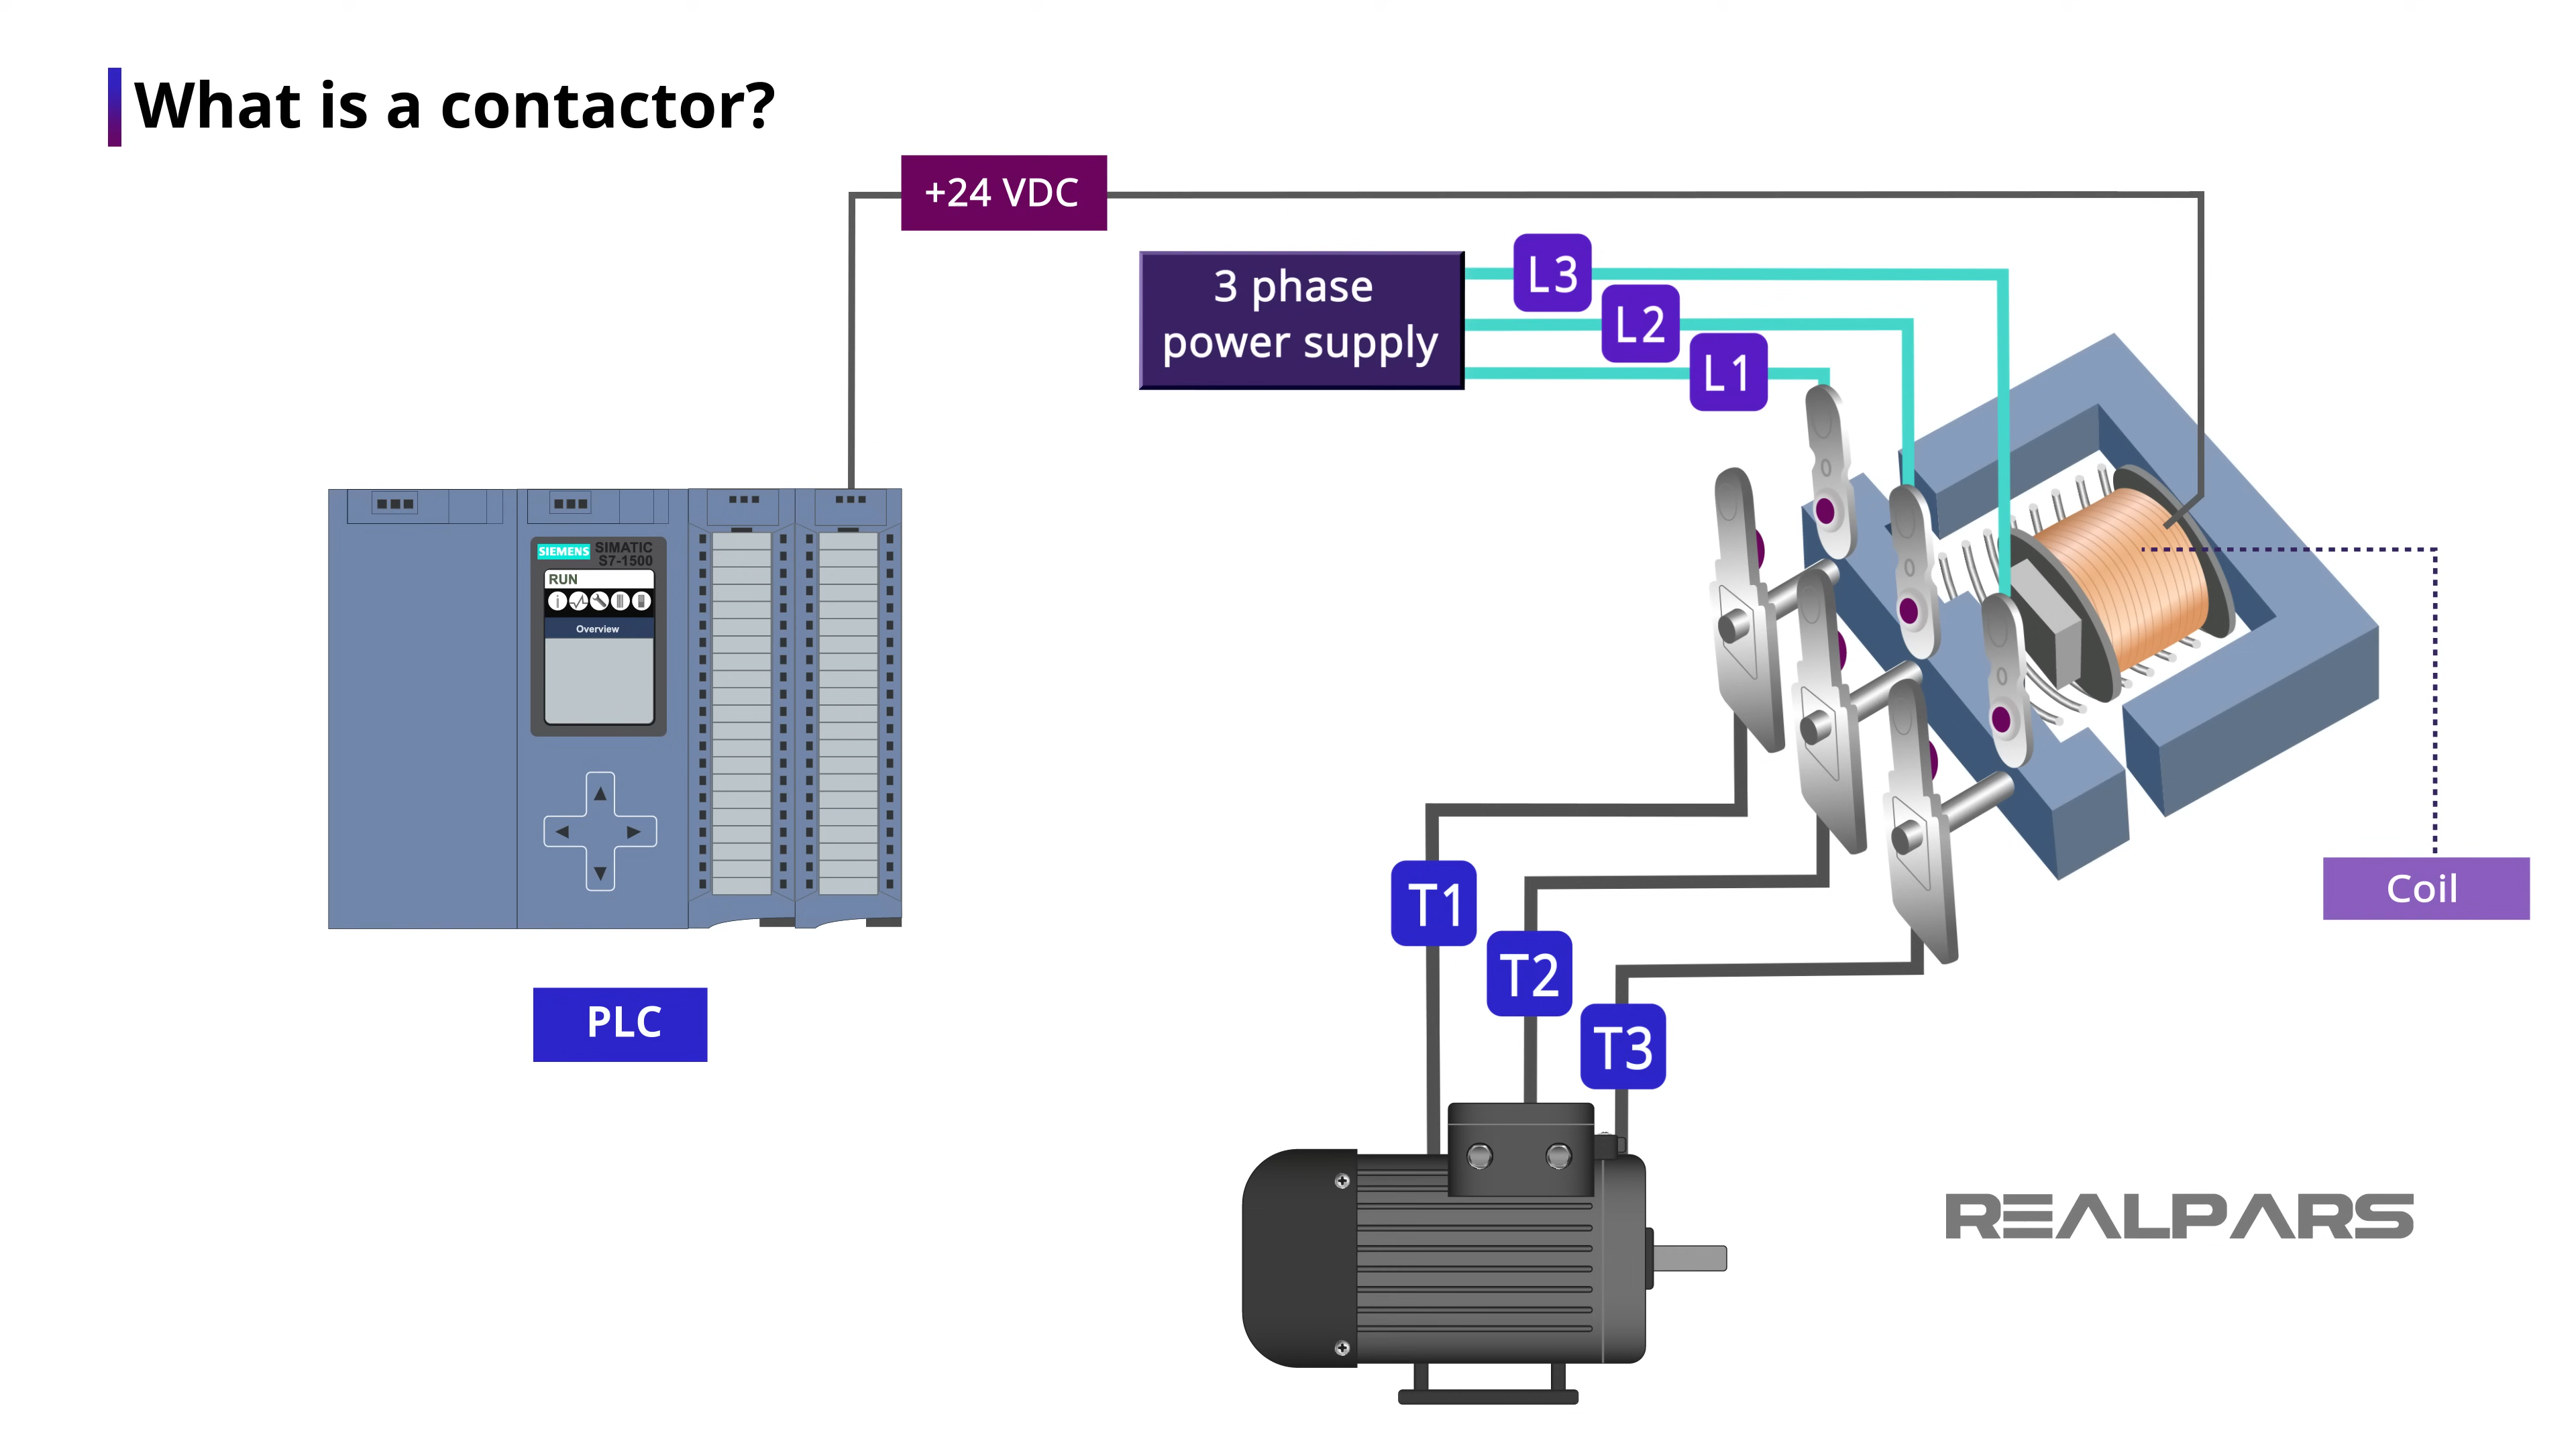 What is a contactor?
+24 VDC
3 phase
power supply
L3
L2
L1
SIEMENS
SIMATIC
S7-1500
RUN
Overview
T1
T2
T3
Coil
PLC
REALPARS